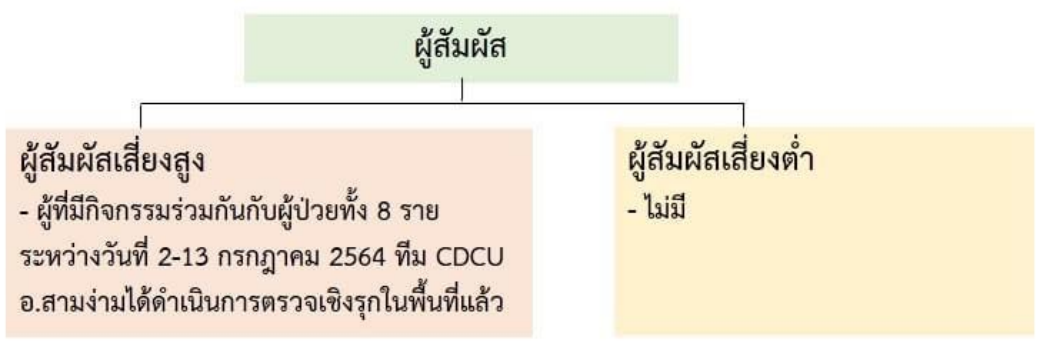 ผู้สัมผัส
ผู้สัมผัสเสี่ยงสูง
- ผู้ที่มีกิจกรรมร่วมกันกับผู้ป่วยทั้ง 8 ราย
ระหว่างวันที่ 2-13 กรกฎาคม 2564 ทีม CDCU
อ.สามง่ามได้ดำเนินการตรวจเชิงรุกในพื้นที่แล้ว
ผู้สัมผัสเสี่ยงต่ำ
- ไม่มี